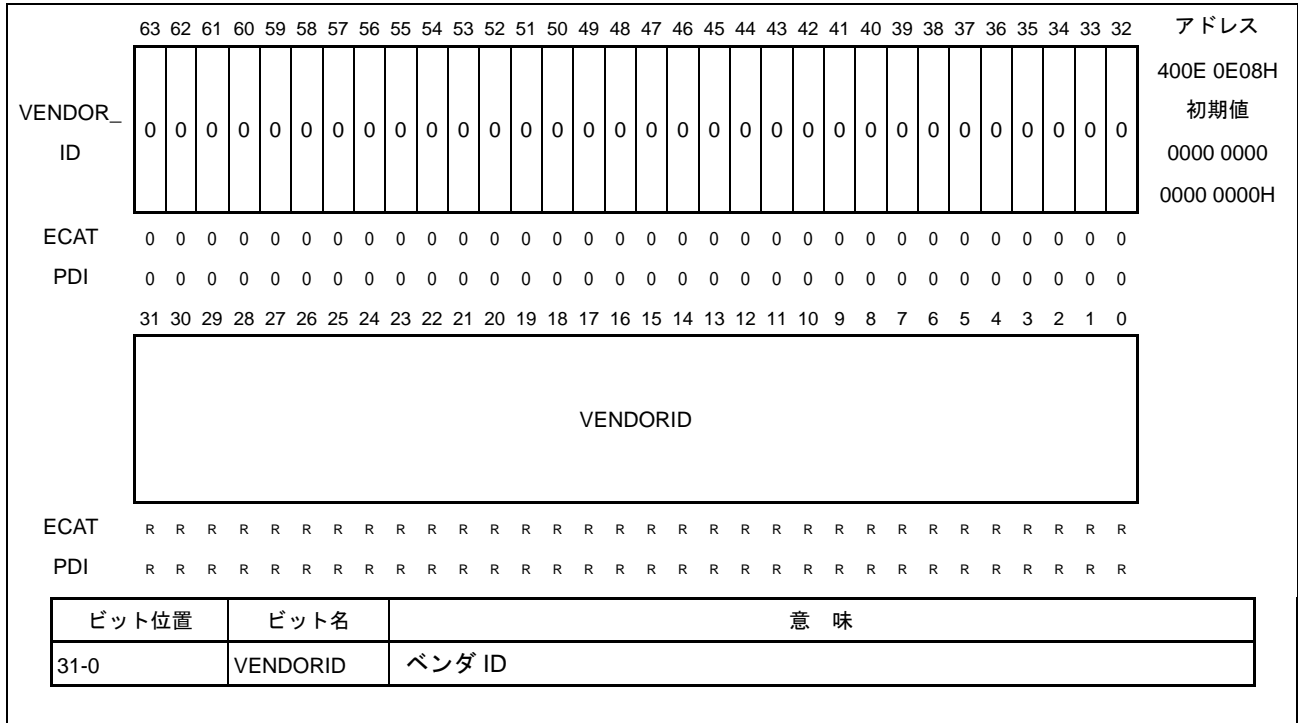 63 62 61 60 59 58 57 56 55 54 53 52 51 50 49 48 47 46 45 44 43 42 41 40 39 38 37 36 35 34 33 32 アドレス
400E 0E08H
VENDOR_
ID
0 0 0 0 0 0 0 0 0 0 0 0 0 0 0 0 0 0 0 0 0 0 0 0 0 0 0 0 0 0 0 0
初期値
0000 0000
0000 0000H
ECAT 0 0 0 0 0 0 0 0 0 0 0 0 0 0 0 0 0 0 0 0 0 0 0 0 0 0 0 0 0 0 0 0
PDI 0 0 0 0 0 0 0 0 0 0 0 0 0 0 0 0 0 0 0 0 0 0 0 0 0 0 0 0 0 0 0 0
31 30 29 28 27 26 25 24 23 22 21 20 19 18 17 16 15 14 13 12 11 10 9 8 7 6 5 4 3 2 1 0
VENDORID
ECAT R R R R R R R R R R R R R R R R R R R R R R R R R R R R R R R R
PDI R R R R R R R R R R R R R R R R R R R R R R R R R R R R R R R R
ビット位置 ビット名 意 味
31-0 VENDORID ベンダ ID